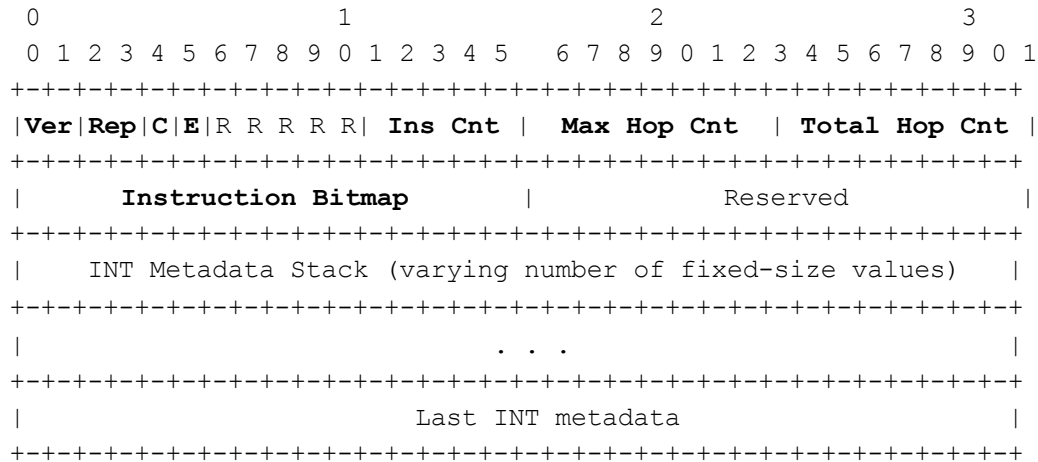 0 1 2 3
0 1 2 3 4 5 6 7 8 9 0 1 2 3 4 5 6 7 8 9 0 1 2 3 4 5 6 7 8 9 0 1
+-+-+-+-+-+-+-+-+-+-+-+-+-+-+-+-+-+-+-+-+-+-+-+-+-+-+-+-+-+-+-+-+
|Ver|Rep|C|E|R R R R R| Ins Cnt | Max Hop Cnt | Total Hop Cnt |
+-+-+-+-+-+-+-+-+-+-+-+-+-+-+-+-+-+-+-+-+-+-+-+-+-+-+-+-+-+-+-+-+
| Instruction Bitmap | Reserved |
+-+-+-+-+-+-+-+-+-+-+-+-+-+-+-+-+-+-+-+-+-+-+-+-+-+-+-+-+-+-+-+-+
| INT Metadata Stack (varying number of fixed-size values) |
+-+-+-+-+-+-+-+-+-+-+-+-+-+-+-+-+-+-+-+-+-+-+-+-+-+-+-+-+-+-+-+-+
| . . . |
+-+-+-+-+-+-+-+-+-+-+-+-+-+-+-+-+-+-+-+-+-+-+-+-+-+-+-+-+-+-+-+-+
| Last INT metadata |
+-+-+-+-+-+-+-+-+-+-+-+-+-+-+-+-+-+-+-+-+-+-+-+-+-+-+-+-+-+-+-+-+